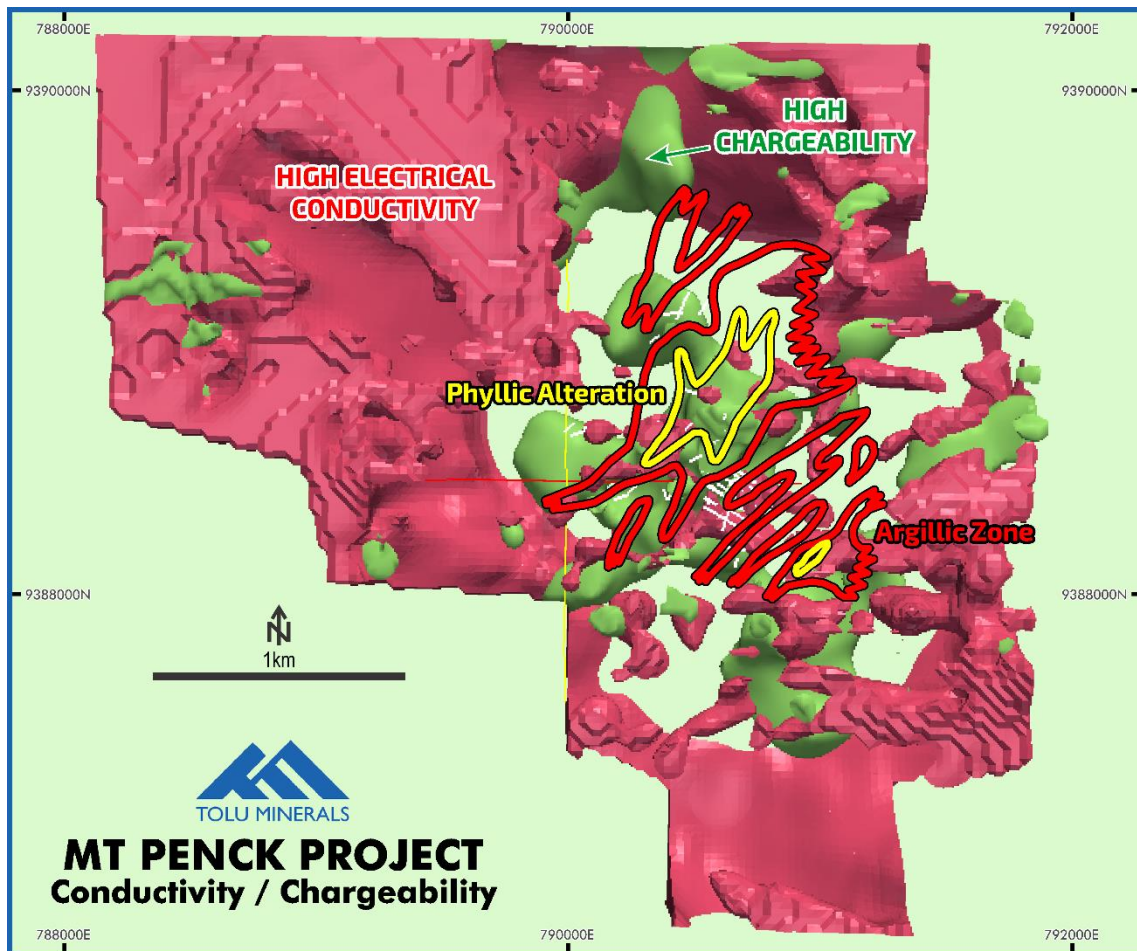 788000E
790000E
792000E
9390000N
9390000N
HIGH
CHARGEABILITY
HIGH ELECTRICAL
CONDUCTIVITY
Phyllic Alteration
Argillic Zone
9388000N
9388000N
N
1km
TOLU MINERALS
MT PENCK PROJECT
Conductivity / Chargeability
788000E
790000E
792000E